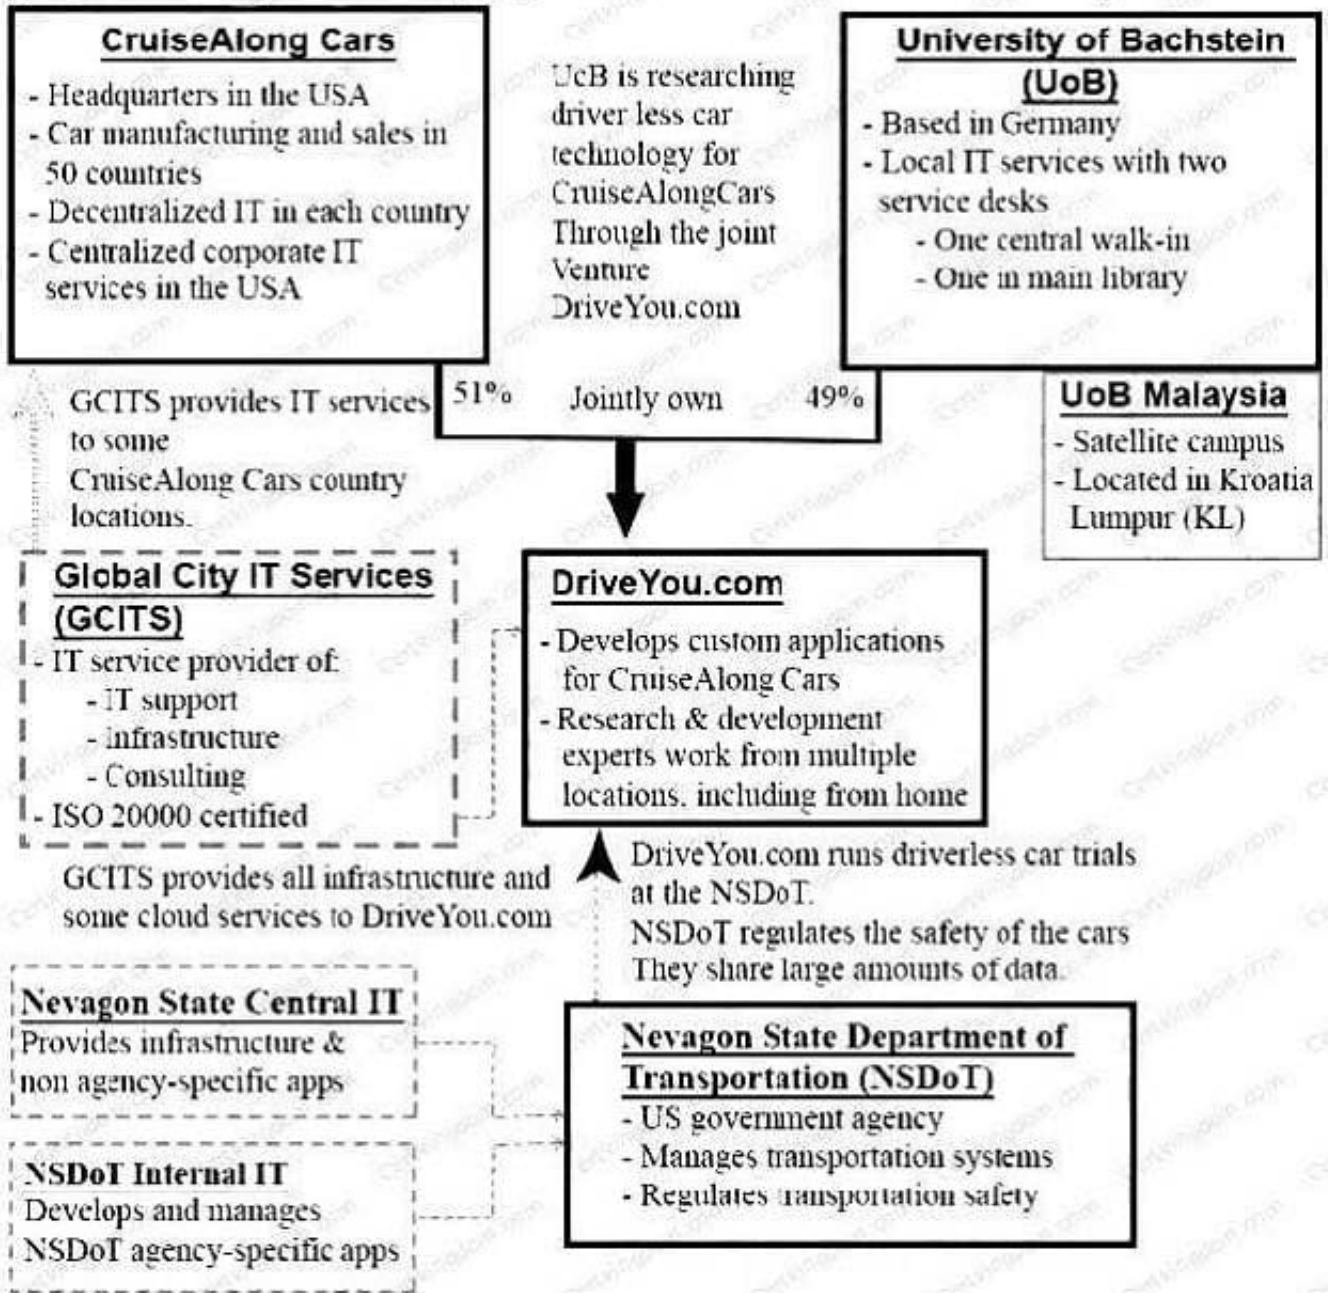 CruiseAlong Cars
- Headquarters in the USA
- Car manufacturing and sales in
50 countries
- Decentralized IT in each country
- Centralized corporate IT
services in the USA
UcB is researching
driver less car
technology for
CruiseAlongCars
Through the joint
Venture
DriveYou.com
University of Bachstein
(UoB)
- Based in Germany
- Local IT services with two
service desks
- One central walk-in
- One in main library
51% Jointly own 49%
UoB Malaysia
- Satellite campus
- Located in Kroatia
Lumpur (KL)
GCITS provides IT services
to some
CruiseAlong Cars country
locations.
Global City IT Services
(GCITS)
- IT service provider of:
- IT support
- infrastructure
- Consulting
- ISO 20000 certified
DriveYou.com
- Develops custom applications
for CruiseAlong Cars
- Research & development
experts work from multiple
locations, including from home
GCITS provides all infrastructure and
some cloud services to DriveYou.com
DriveYou.com runs driverless car trials
at the NSDoT.
NSDoT regulates the safety of the cars
They share large amounts of data.
Nevagon State Central IT
Provides infrastructure &
non agency-specific apps
NSDoT Internal IT
Develops and manages
NSDoT agency-specific apps
Nevagon State Department of
Transportation (NSDoT)
- US government agency
- Manages transportation systems
- Regulates transportation safety